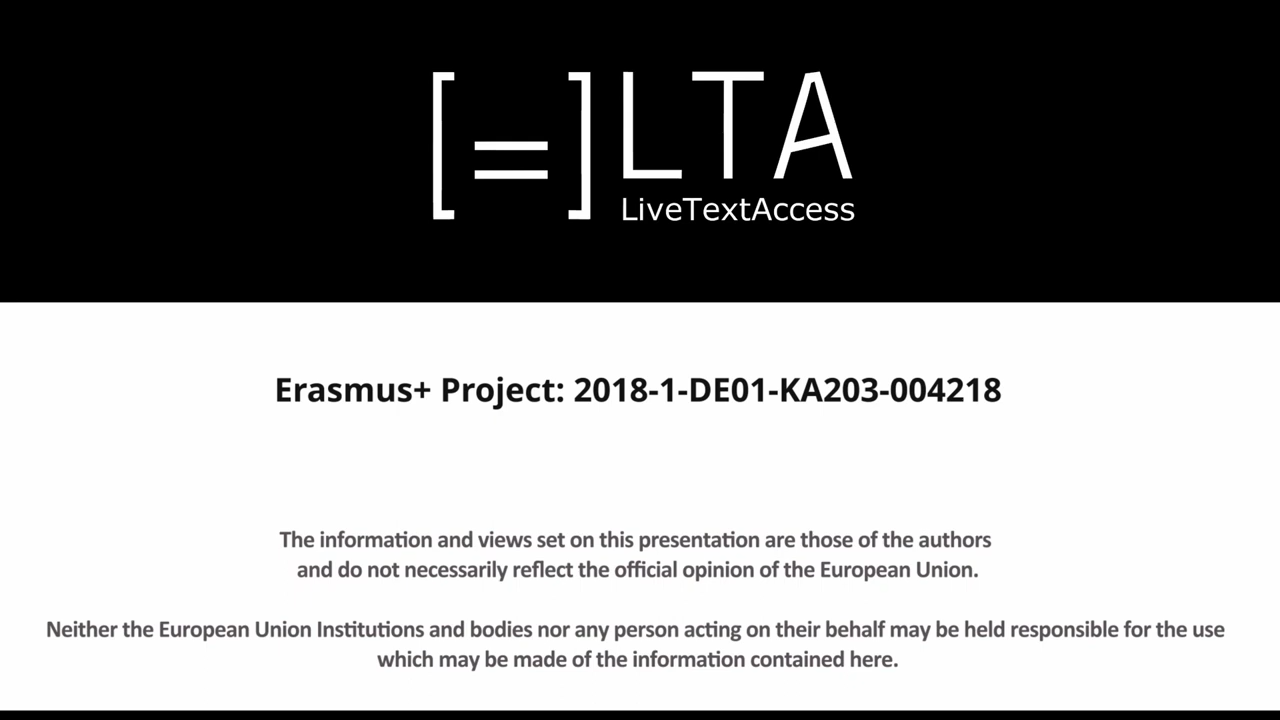 [=] LTA
LiveTextAccess
Erasmus+ Project: 2018-1-DE01-KA203-004218
The information and views set on this presentation are those of the authors
and do not necessarily reflect the official opinion of the European Union.
Neither the European Union Institutions and bodies nor any person acting on their behalf may be held responsible for the use
which may be made of the information contained here.